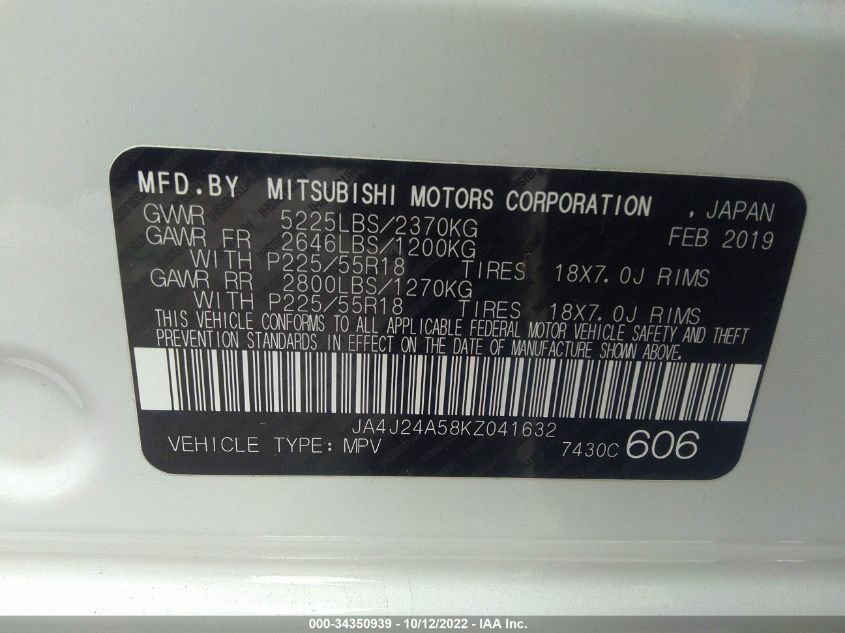 MFD.BY MITSUBISHI MOTORS CORPORATION , JAPAN
GVWR 5225LBS/2370KG FEB 2019
GAWR FR 2646LBS/1200KG
WITH P225/55R18 TIRES 18X7.0J RIMS
GAWR RR 2800LBS/1270KG
WITH P225/55R18 TIRES 18X7.0J RIMS
THIS VEHICLE CONFORMS TO ALL APPLICABLE FEDERAL MOTOR VEHICLE SAFETY AND THEFT
PREVENTION STANDARDS IN EFFECT ON THE DATE OF MANUFACTURE SHOWN ABOVE.
JA4J24A58KZ041632
VEHICLE TYPE: MPV 7430C 606
000-34350939 - 10/12/2022 - IAA Inc.